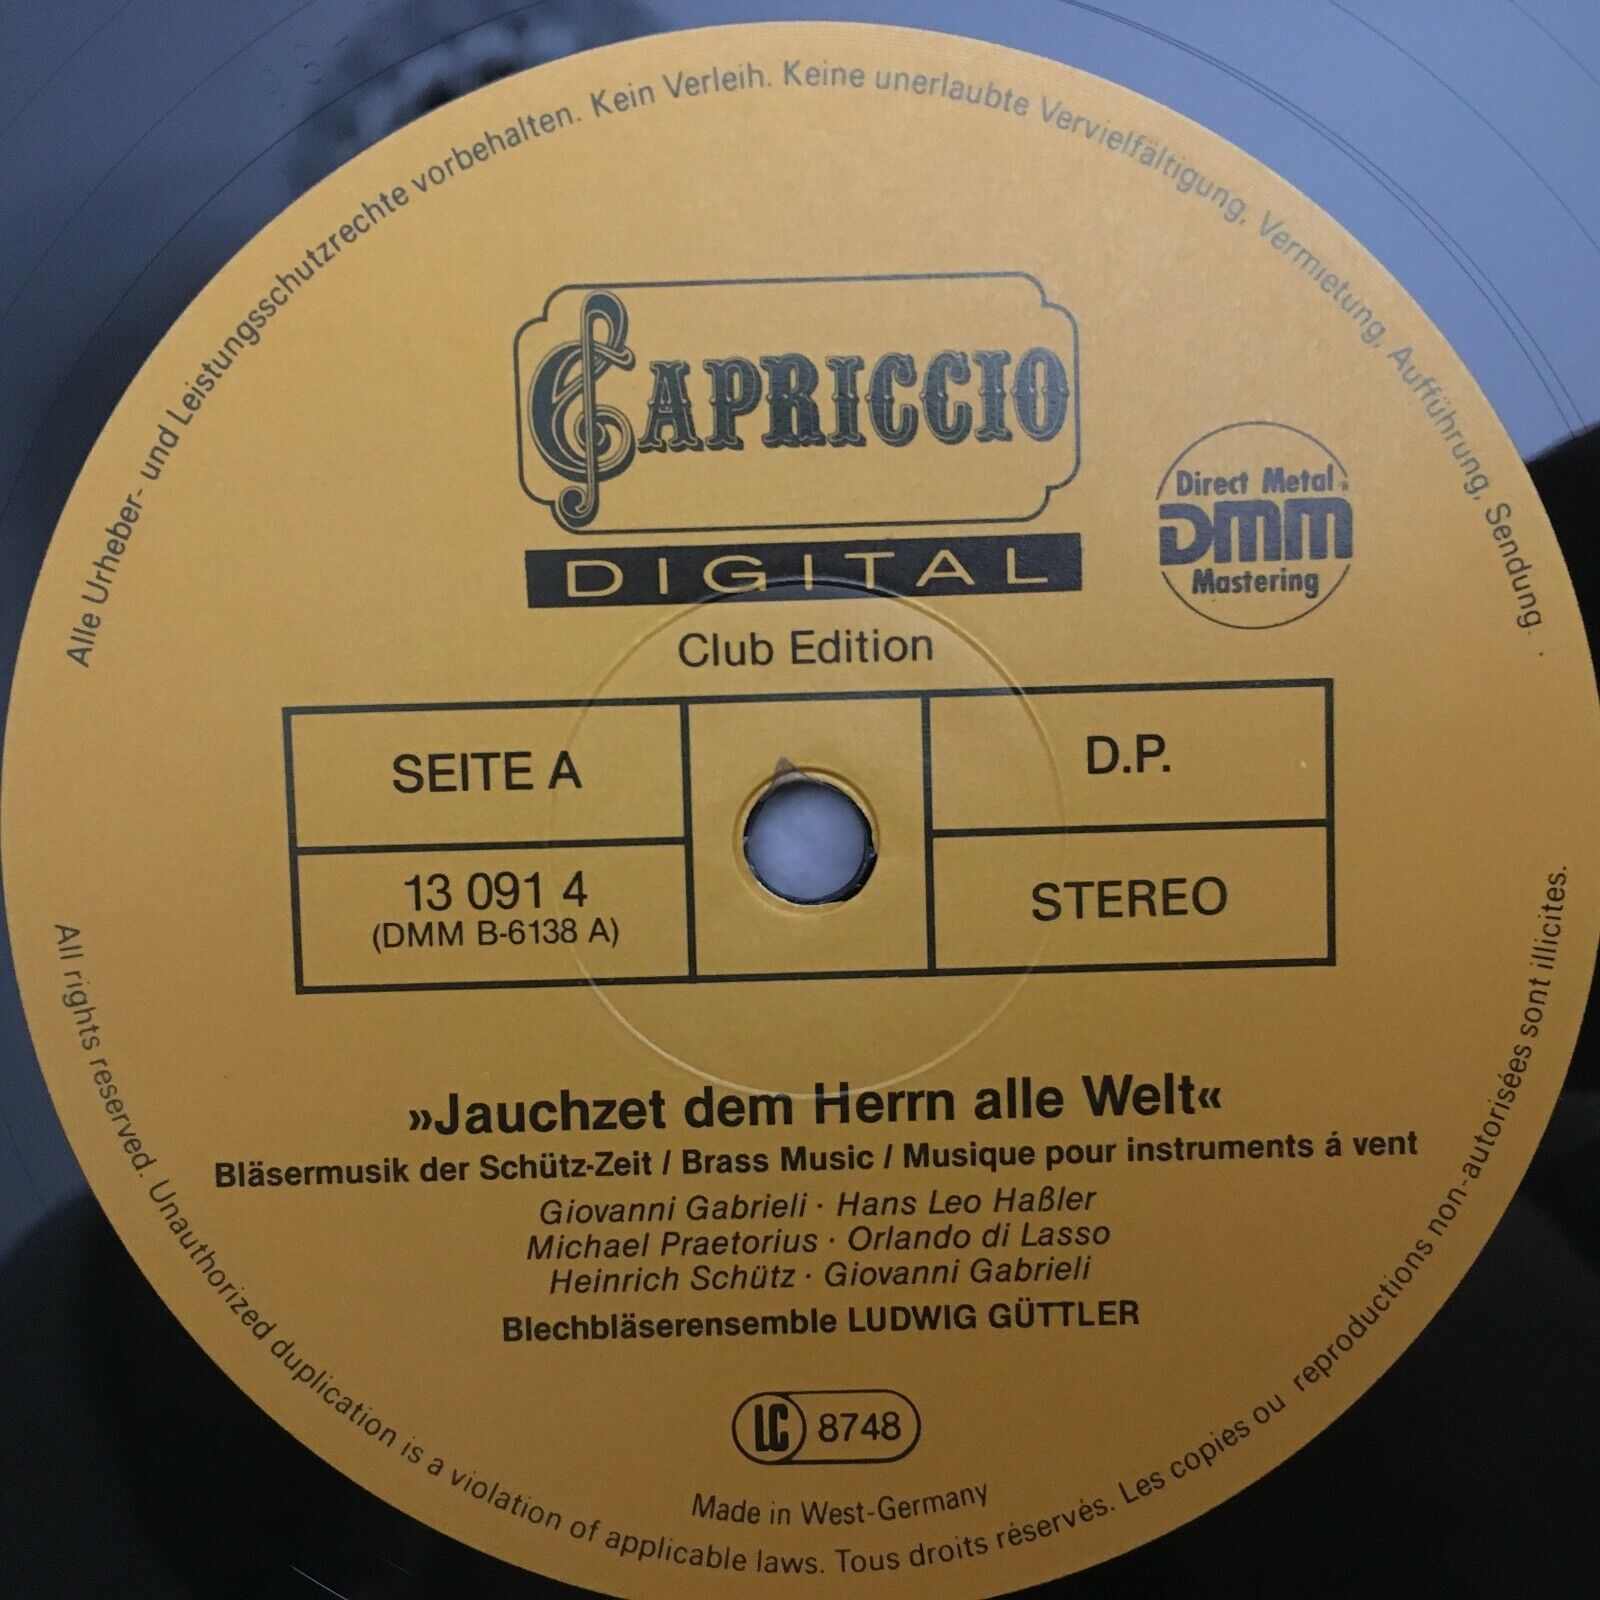 Alle Urheber- und Leistungsschutzrechte vorbehalten. Kein Verleih. Keine unerlaubte Vervielfältigung, Vermietung, Aufführung, Sendung.
CAPRICCIO
DIGITAL
Direct Metal
DMM
Mastering
Club Edition
SEITE A
D.P.
13 091 4
(DMM B-6138 A)
STEREO
»Jauchzet dem Herrn alle Welt«
Bläsermusik der Schütz-Zeit / Brass Music / Musique pour instruments á vent
Giovanni Gabrieli · Hans Leo Haßler
Michael Praetorius · Orlando di Lasso
Heinrich Schütz · Giovanni Gabrieli
Blechbläserensemble LUDWIG GÜTTLER
LC 8748
Made in West-Germany
All rights reserved. Unauthorized duplication is a violation of applicable laws. Tous droits réservés. Les copies ou reproductions non-autorisées sont illicites.